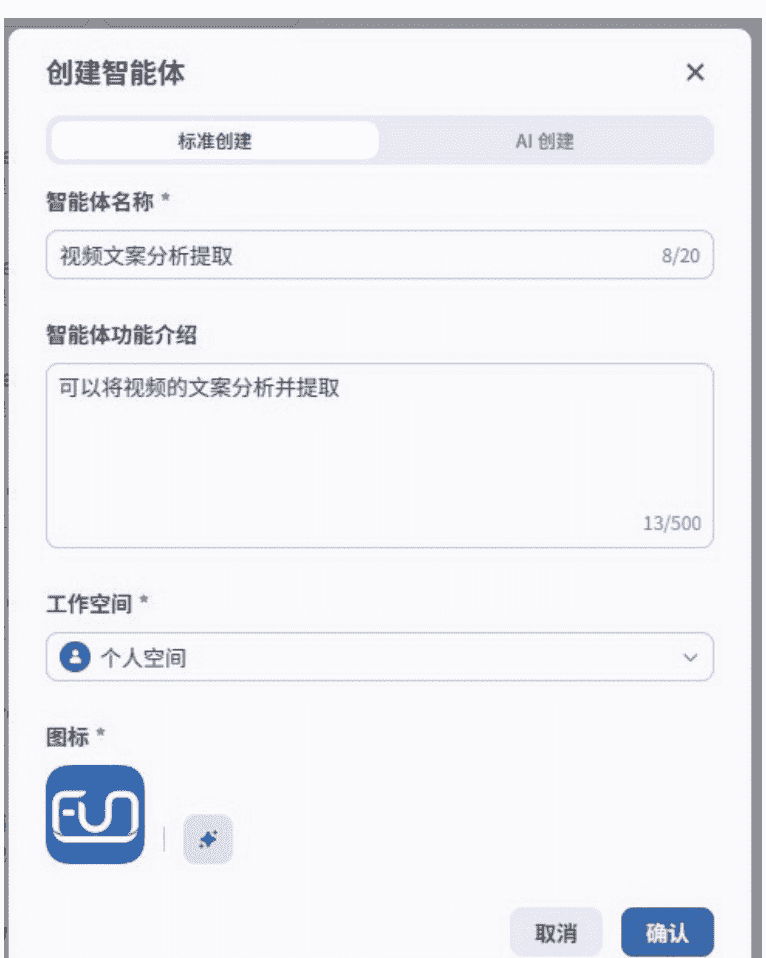 创建智能体
标准创建
AI 创建
智能体名称 *
视频文案分析提取
8/20
智能体功能介绍
可以将视频的文案分析并提取
13/500
工作空间 *
个人空间
图标 *
FUN
取消
确认